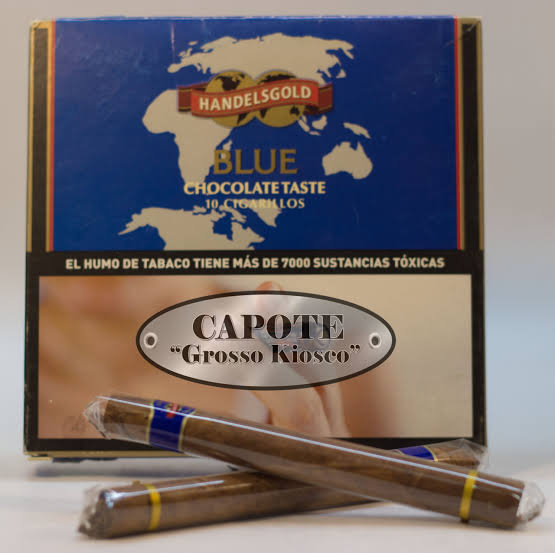 HANDELSGOLD
BLUE
CHOCOLATE TASTE
10 CIGARILLOS
EL HUMO DE TABACO TIENE MÁS DE 7000 SUSTANCIAS TÓXICAS
CAPOTE
“Grosso Kiosco”